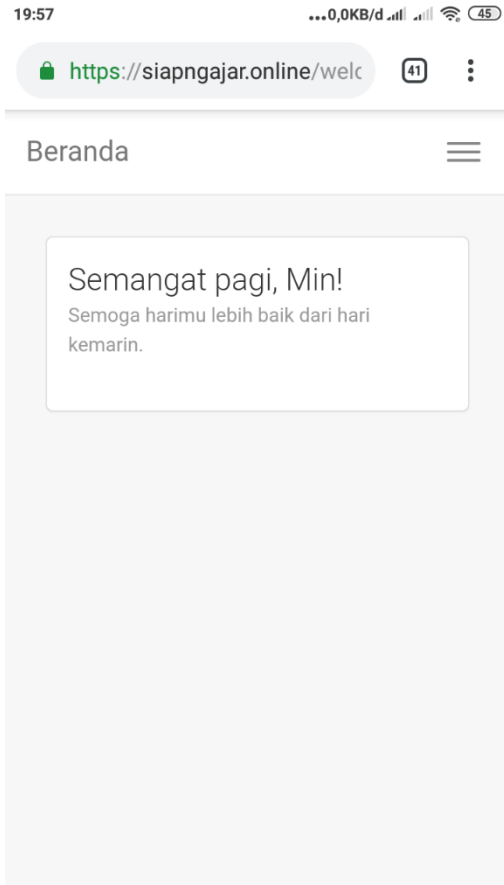 19:57 ...0,0KB/d 45
https://siapngajar.online/welc 41
Beranda
Semangat pagi, Min!
Semoga harimu lebih baik dari hari
kemarin.